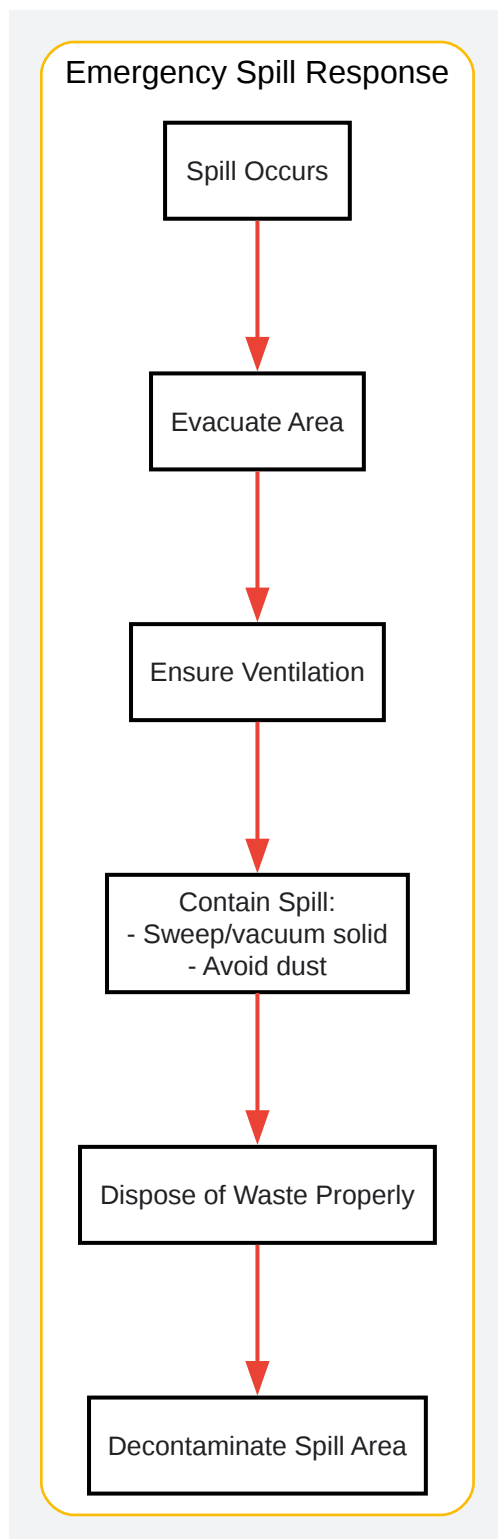 Emergency Spill Response
Spill Occurs
Evacuate Area
Ensure Ventilation
Contain Spill:
- Sweep/vacuum solid
- Avoid dust
Dispose of Waste Properly
Decontaminate Spill Area